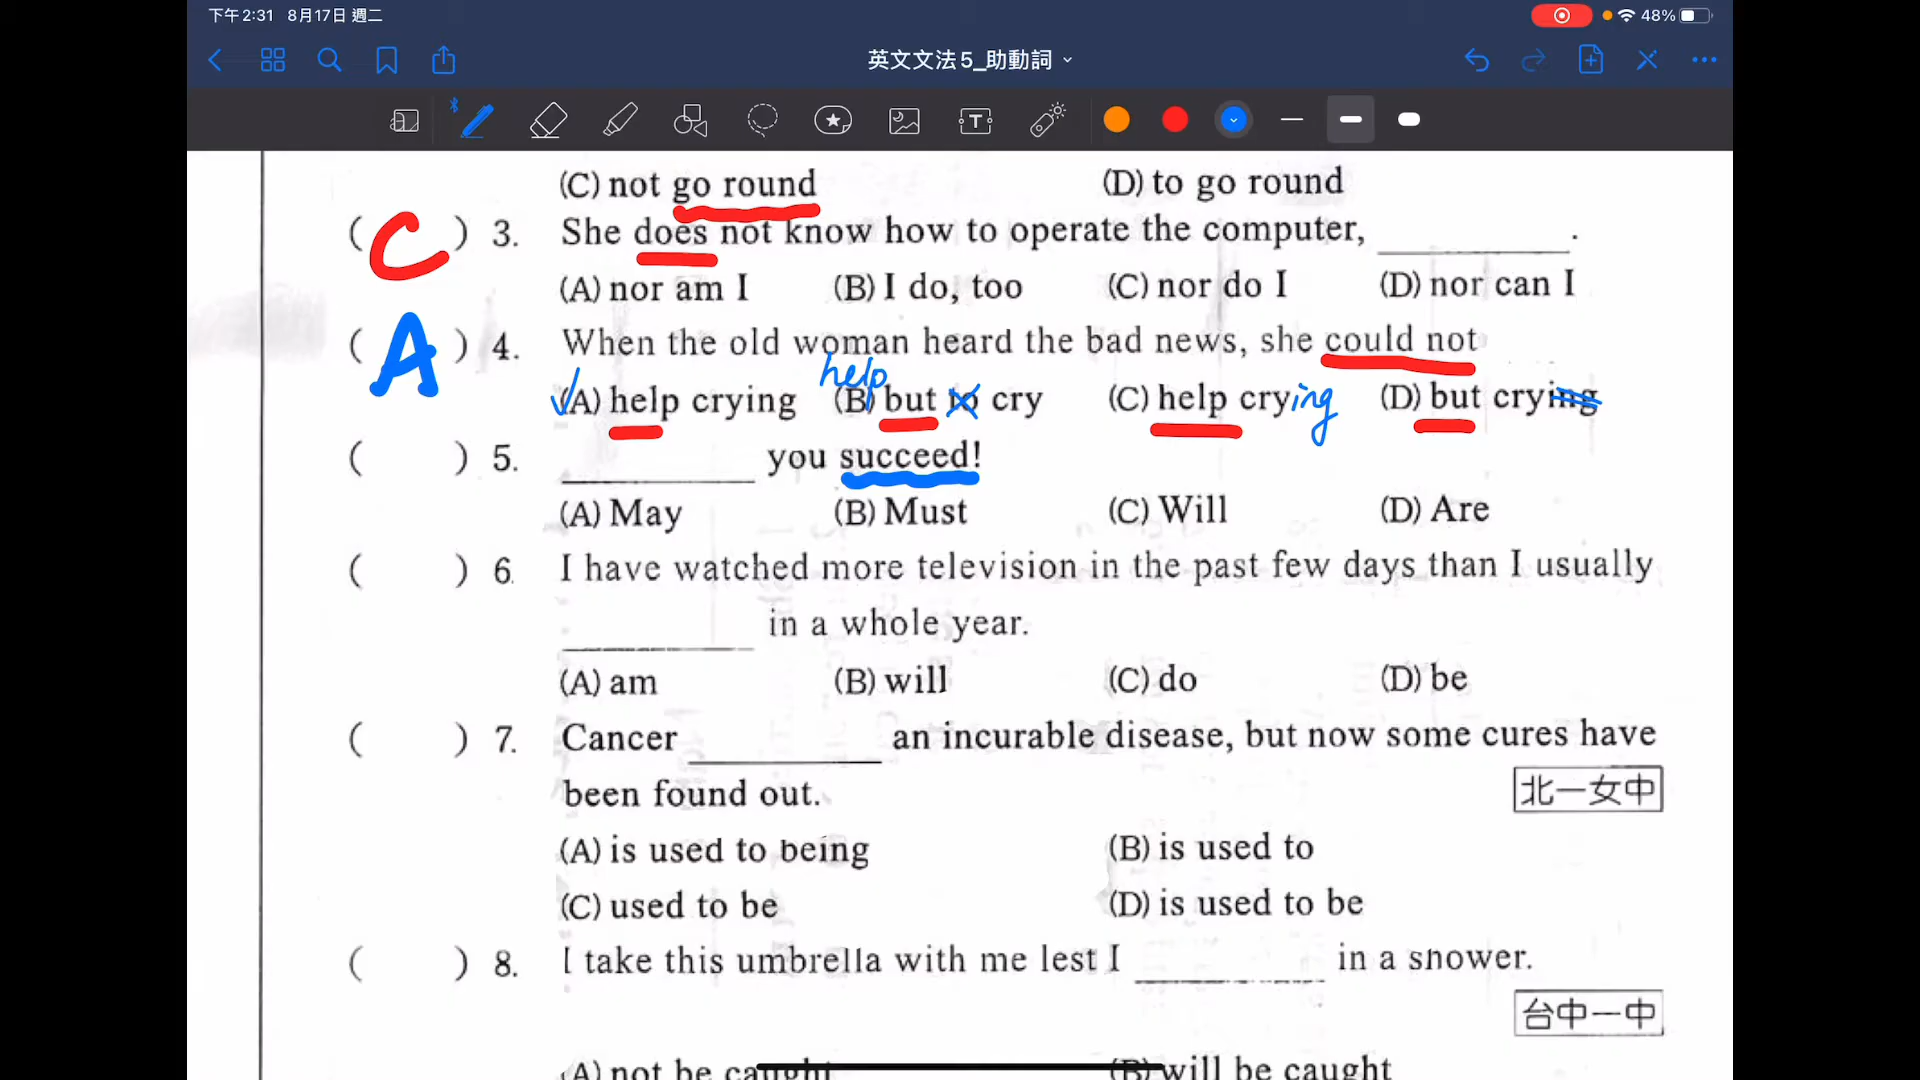 下午2:31 8月17日 週二
48%
英文文法5_助動詞
(C) not go round (D) to go round
( C ) 3. She does not know how to operate the computer, ________.
(A) nor am I (B) I do, too (C) nor do I (D) nor can I
( A ) 4. When the old woman heard the bad news, she could not
help
(A) help crying (B) but to cry (C) help crying (D) but crying
( ) 5. ________ you succeed!
(A) May (B) Must (C) Will (D) Are
( ) 6. I have watched more television in the past few days than I usually
________ in a whole year.
(A) am (B) will (C) do (D) be
( ) 7. Cancer ________ an incurable disease, but now some cures have
been found out. 北一女中
(A) is used to being (B) is used to
(C) used to be (D) is used to be
( ) 8. I take this umbrella with me lest I ________ in a shower.
台中一中
(A) not be caught (B) will be caught